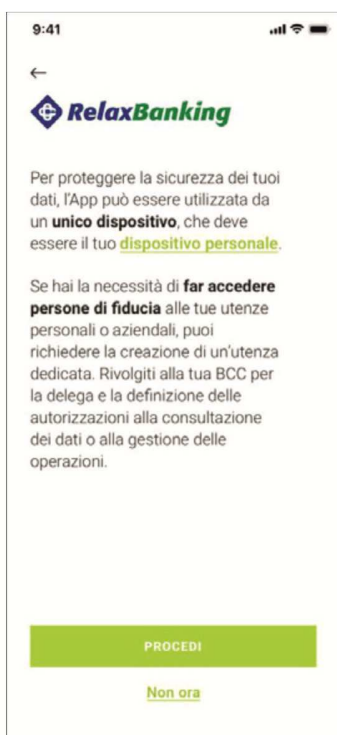 9:41
RelaxBanking
Per proteggere la sicurezza dei tuoi
dati, l'App può essere utilizzata da
un unico dispositivo, che deve
essere il tuo dispositivo personale.
Se hai la necessità di far accedere
persone di fiducia alle tue utenze
personali o aziendali, puoi
richiedere la creazione di un'utenza
dedicata. Rivolgiti alla tua BCC per
la delega e la definizione delle
autorizzazioni alla consultazione
dei dati o alla gestione delle
operazioni.
PROCEDI
Non ora